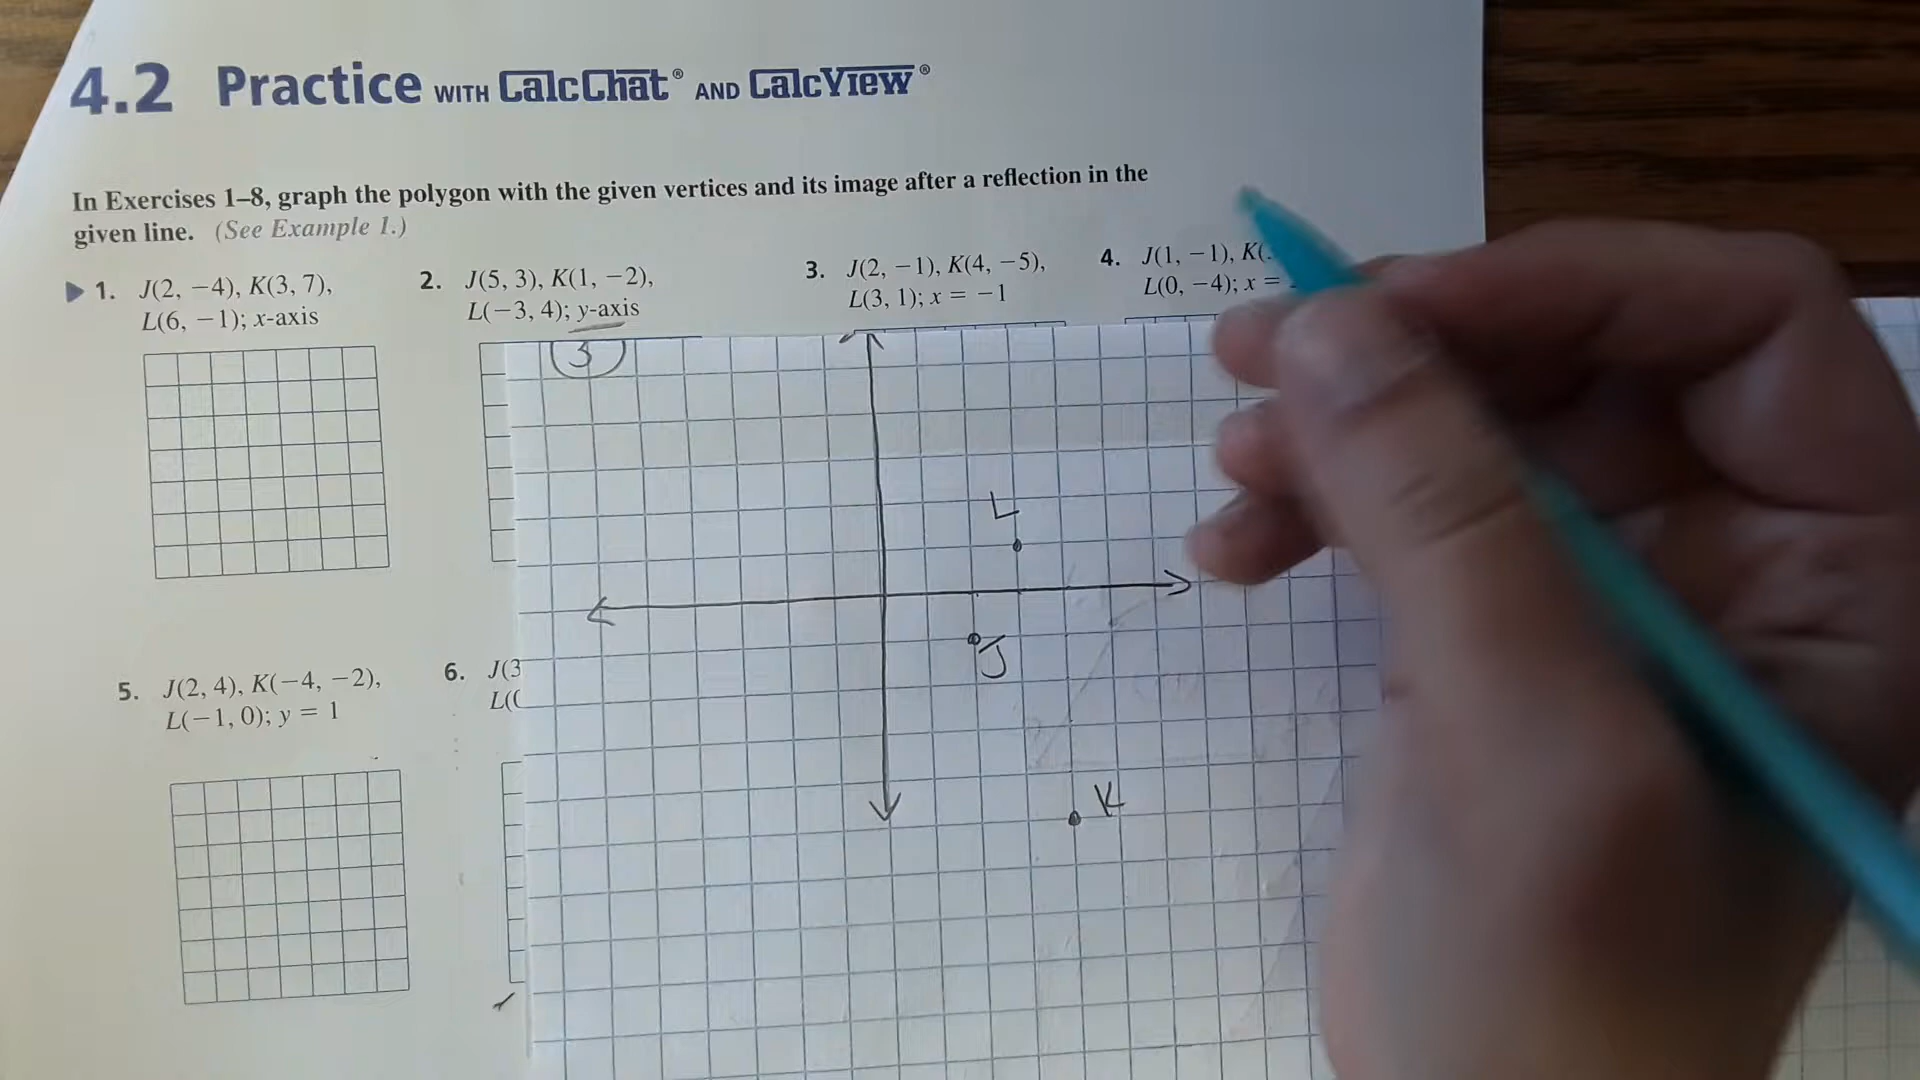 4.2 Practice WITH CalcChat® AND CalcView®
In Exercises 1–8, graph the polygon with the given vertices and its image after a reflection in the
given line. (See Example 1.)
1. J(2, −4), K(3, 7),
L(6, −1); x-axis
2. J(5, 3), K(1, −2),
L(−3, 4); y-axis
3. J(2, −1), K(4, −5),
L(3, 1); x = −1
4. J(1, −1), K(
L(0, −4); x =
3
L
J
K
5. J(2, 4), K(−4, −2),
L(−1, 0); y = 1
6. J(3
L(